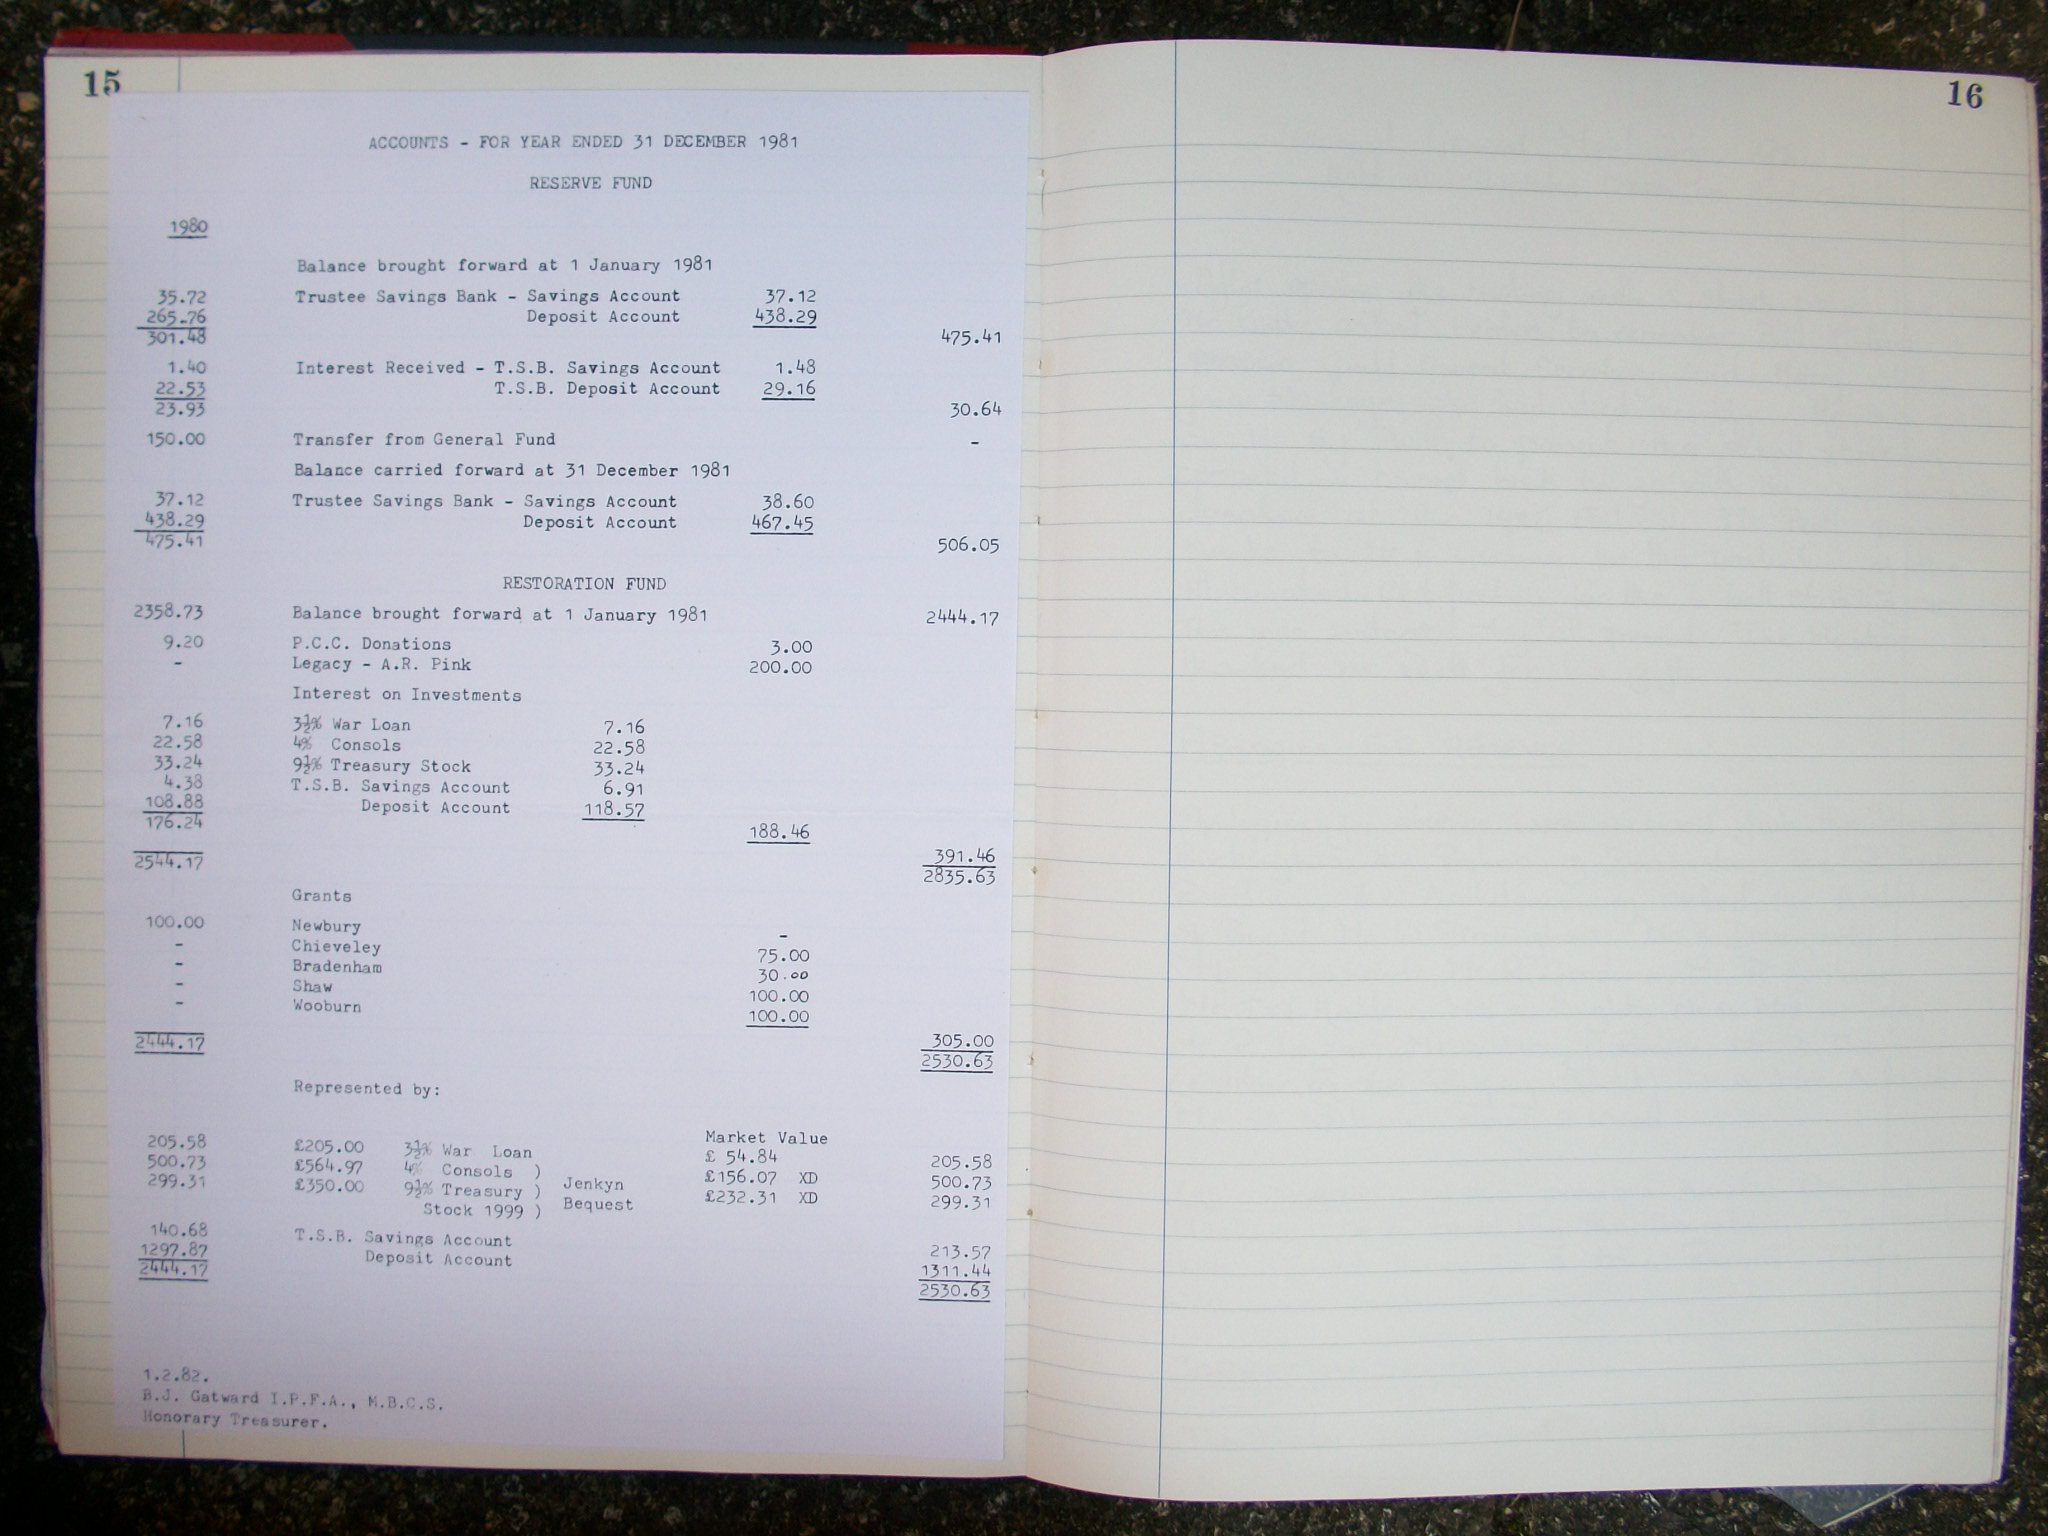 15
16
ACCOUNTS - FOR YEAR ENDED 31 DECEMBER 1981
RESERVE FUND
1980
Balance brought forward at 1 January 1981
35.72 Trustee Savings Bank - Savings Account 37.12
265.76 Deposit Account 438.29
301.48 475.41
1.40 Interest Received - T.S.B. Savings Account 1.48
22.53 T.S.B. Deposit Account 29.16
23.93 30.64
150.00 Transfer from General Fund -
Balance carried forward at 31 December 1981
37.12 Trustee Savings Bank - Savings Account 38.60
438.29 Deposit Account 467.45
475.41 506.05
RESTORATION FUND
2358.73 Balance brought forward at 1 January 1981 2444.17
9.20 P.C.C. Donations 3.00
- Legacy - A.R. Pink 200.00
Interest on Investments
7.16 3½% War Loan 7.16
22.58 4% Consols 22.58
33.24 9½% Treasury Stock 33.24
4.38 T.S.B. Savings Account 6.91
108.88 Deposit Account 118.57
176.24 188.46
2544.17 391.46
2835.63
Grants
100.00 Newbury -
- Chieveley 75.00
- Bradenham 30.00
- Shaw 100.00
- Wooburn 100.00
2444.17 305.00
2530.63
Represented by:
Market Value
205.58 £205.00 3½% War Loan £ 54.84 205.58
500.73 £564.97 4% Consols ) Jenkyn £156.07 XD 500.73
299.31 £350.00 9½% Treasury ) Bequest £232.31 XD 299.31
Stock 1999 )
140.68 T.S.B. Savings Account 213.57
1297.87 Deposit Account 1311.44
2444.17 2530.63
1.2.82.
B.J. Gatward I.P.F.A., M.B.C.S.
Honorary Treasurer.